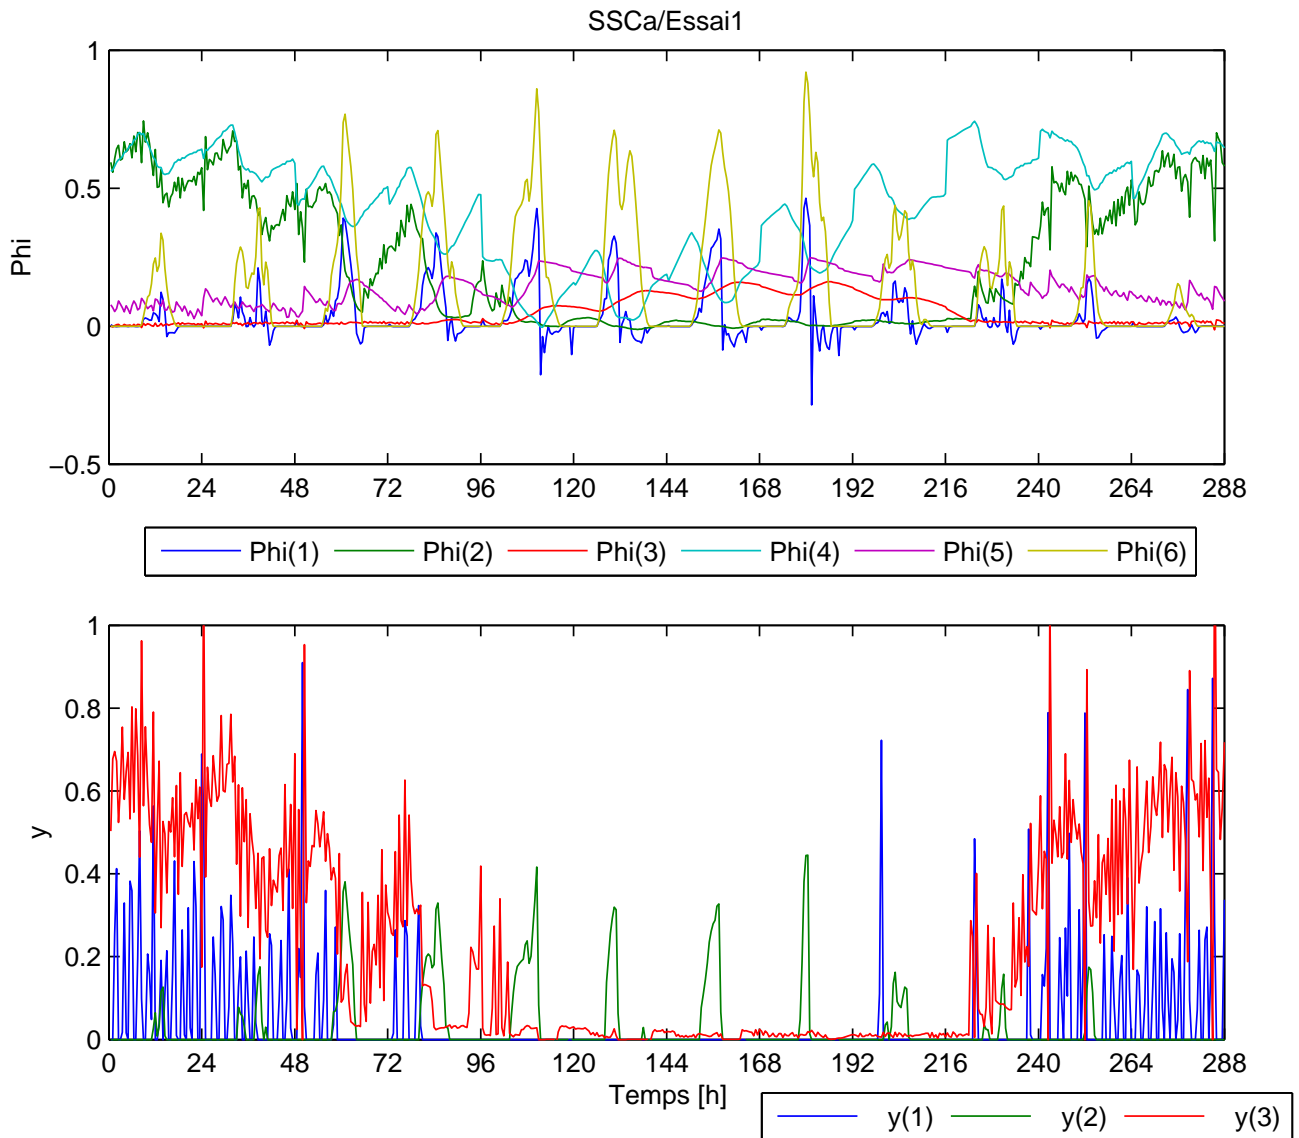 SSCa/Essai1
1
0.5
0
−0.5
Phi
0 24 48 72 96 120 144 168 192 216 240 264 288
Phi(1) Phi(2) Phi(3) Phi(4) Phi(5) Phi(6)
1
0.8
0.6
0.4
0.2
0
y
0 24 48 72 96 120 144 168 192 216 240 264 288
Temps [h]
y(1) y(2) y(3)